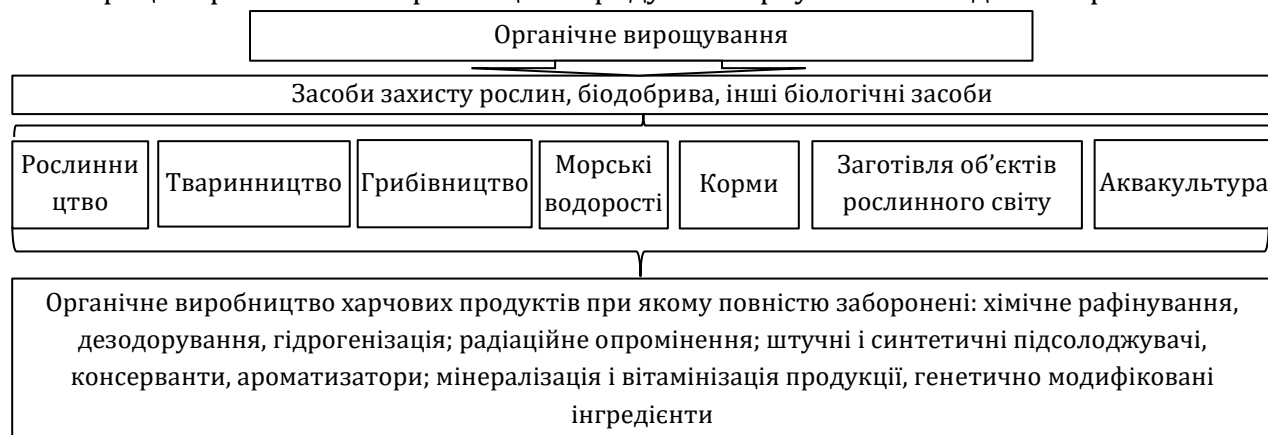 Органічне вирощування
Засоби захисту рослин, біодобрива, інші біологічні засоби
Рослинни
цтво
Тваринництво
Грибівництво
Морські
водорості
Корми
Заготівля об’єктів
рослинного світу
Аквакультура
Органічне виробництво харчових продуктів при якому повністю заборонені: хімічне рафінування,
дезодорування, гідрогенізація; радіаційне опромінення; штучні і синтетичні підсолоджувачі,
консерванти, ароматизатори; мінералізація і вітамінізація продукції, генетично модифіковані
інгредієнти